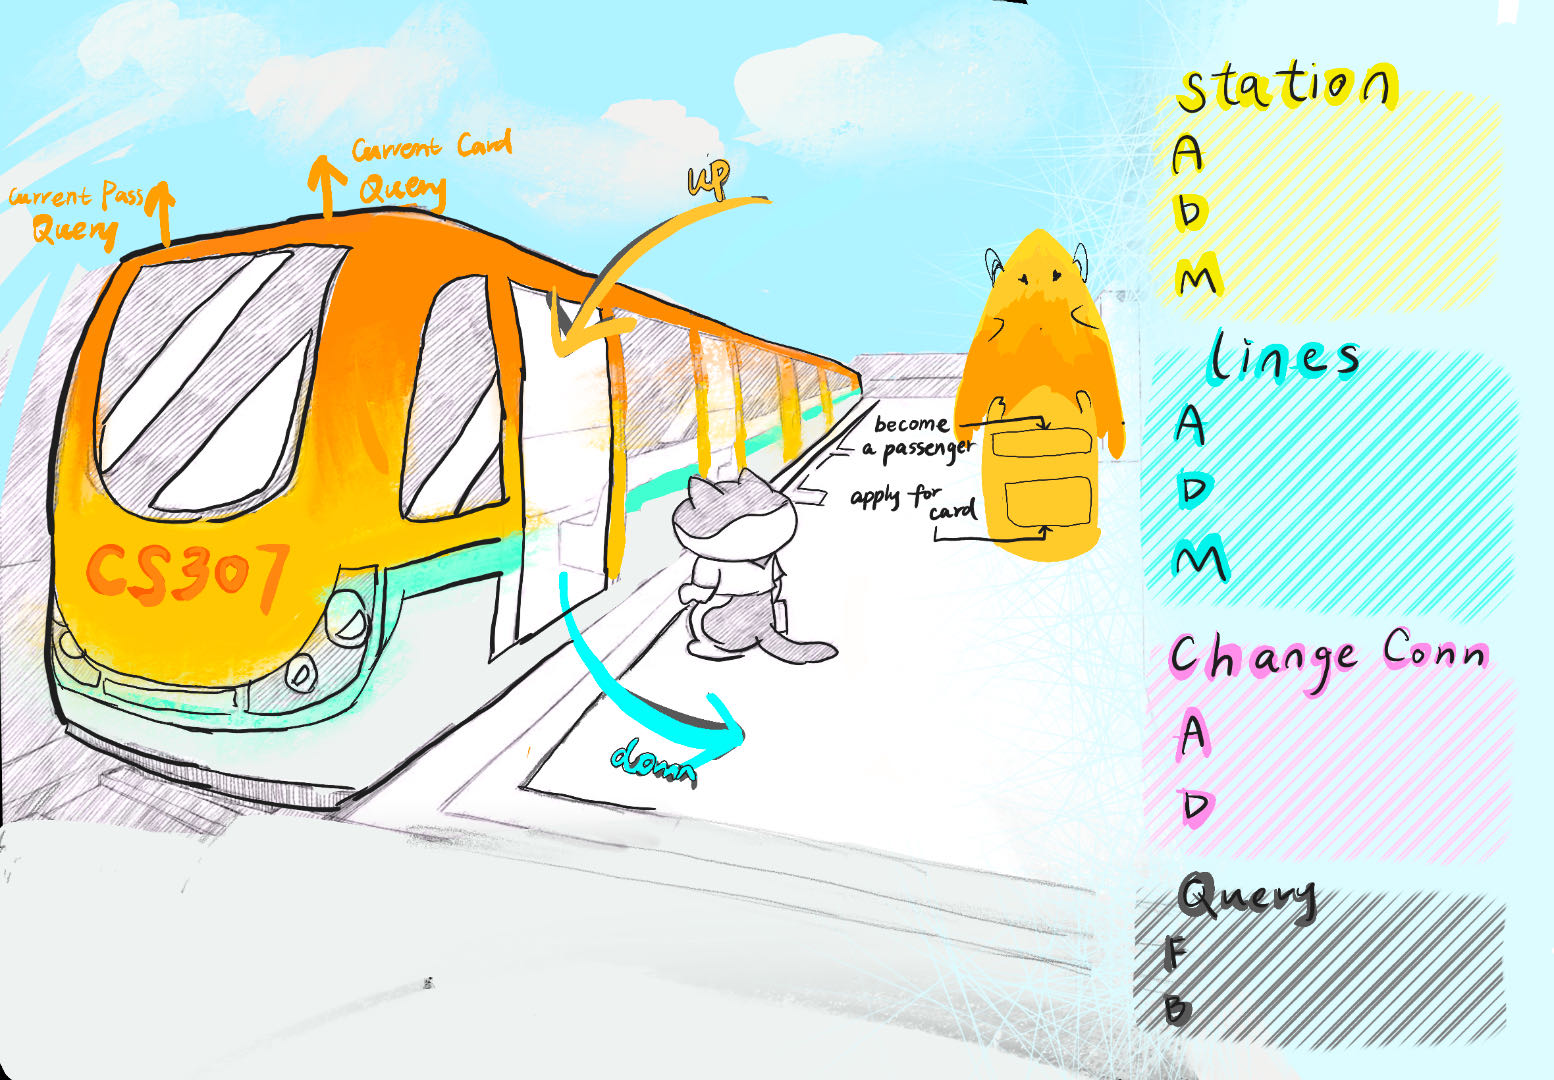 Current Pass
Query
Current Card
Query
up
CS307
become
a passenger
apply for
card
down
station
A
D
M
lines
A
D
M
Change Conn
A
D
Query
F
B